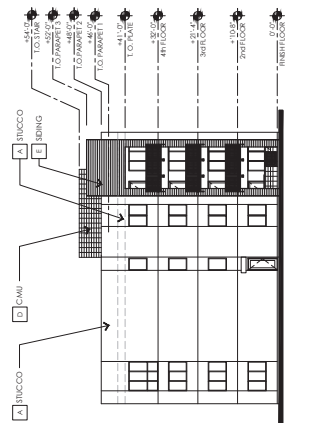 +54'-0"
T.O. STAIR
+52'-0"
T.O.PARAPET 3
+48'-0"
T.O.PARAPET 2
+46'-0"
T.O.PARAPET 1
+41'-0"
T. O. PLATE
+32'-0"
4th FLOOR
+21'-4"
3rd FLOOR
+10'-8"
2nd FLOOR
0'-0"
FINISH FLOOR
A STUCCO
E SIDING
D C.MU
A STUCCO